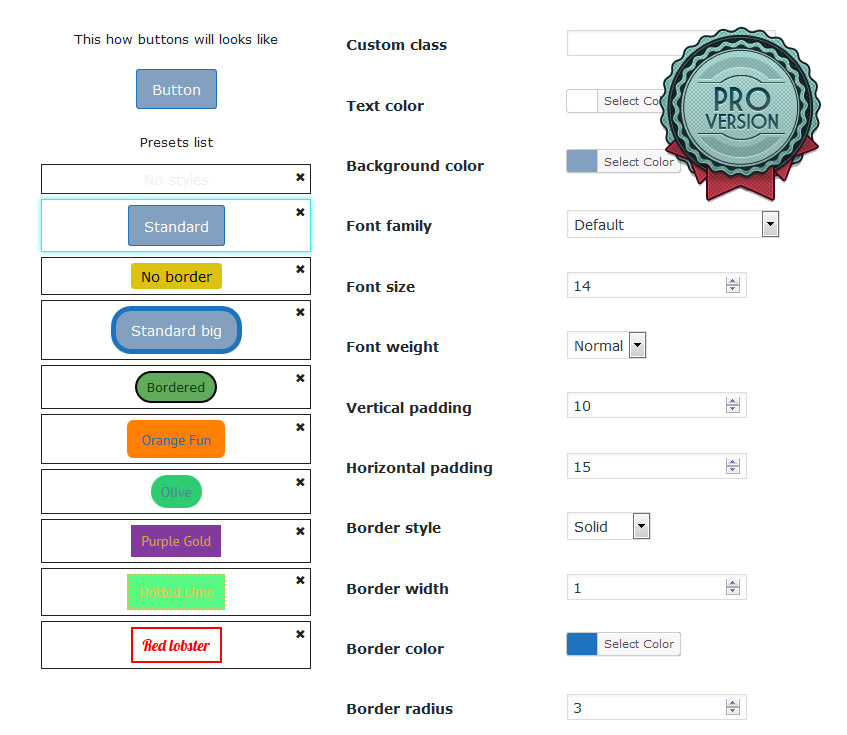 This how buttons will looks like
Button
Presets list
No styles
Standard
No border
Standard big
Bordered
Orange Fun
Olive
Purple Gold
Dotted Lime
Red lobster
Custom class
Text color
Select Co
Background color
Select Color
Font family
Default
Font size
14
Font weight
Normal
Vertical padding
10
Horizontal padding
15
Border style
Solid
Border width
1
Border color
Select Color
Border radius
3
PRO
VERSION